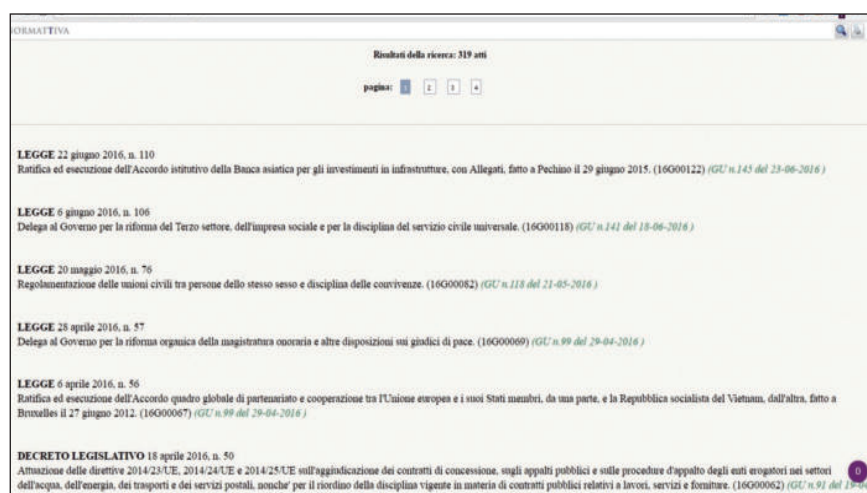 NORMATTIVA
Risultati della ricerca: 319 atti
pagina: 1 2 3 4
LEGGE 22 giugno 2016, n. 110
Ratifica ed esecuzione dell'Accordo istitutivo della Banca asiatica per gli investimenti in infrastrutture, con Allegati, fatto a Pechino il 29 giugno 2015. (16G00122) (GU n.145 del 23-06-2016 )
LEGGE 6 giugno 2016, n. 106
Delega al Governo per la riforma del Terzo settore, dell'impresa sociale e per la disciplina del servizio civile universale. (16G00118) (GU n.141 del 18-06-2016 )
LEGGE 20 maggio 2016, n. 76
Regolamentazione delle unioni civili tra persone dello stesso sesso e disciplina delle convivenze. (16G00082) (GU n.118 del 21-05-2016 )
LEGGE 28 aprile 2016, n. 57
Delega al Governo per la riforma organica della magistratura onoraria e altre disposizioni sui giudici di pace. (16G00069) (GU n.99 del 29-04-2016 )
LEGGE 6 aprile 2016, n. 56
Ratifica ed esecuzione dell'Accordo quadro globale di partenariato e cooperazione tra l'Unione europea e i suoi Stati membri, da una parte, e la Repubblica socialista del Vietnam, dall'altra, fatto a
Bruxelles il 27 giugno 2012. (16G00067) (GU n.99 del 29-04-2016 )
DECRETO LEGISLATIVO 18 aprile 2016, n. 50
Attuazione delle direttive 2014/23/UE, 2014/24/UE e 2014/25/UE sull'aggiudicazione dei contratti di concessione, sugli appalti pubblici e sulle procedure d'appalto degli enti erogatori nei settori
dell'acqua, dell'energia, dei trasporti e dei servizi postali, nonche' per il riordino della disciplina vigente in materia di contratti pubblici relativi a lavori, servizi e forniture. (16G00062) (GU n.91 del
0